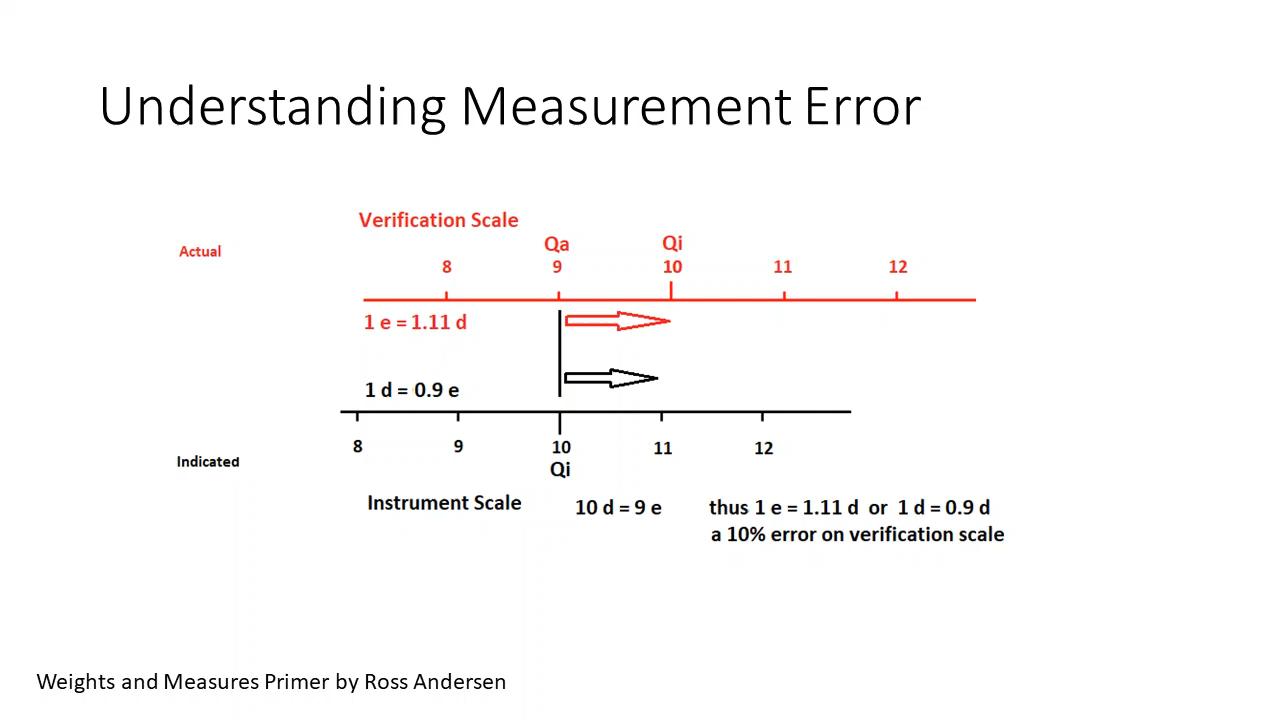 Understanding Measurement Error
Verification Scale
Actual
Qa
Qi
8
9
10
11
12
1 e = 1.11 d
1 d = 0.9 e
8
9
10
11
12
Indicated
Qi
Instrument Scale
10 d = 9 e
thus 1 e = 1.11 d or 1 d = 0.9 d
a 10% error on verification scale
Weights and Measures Primer by Ross Andersen